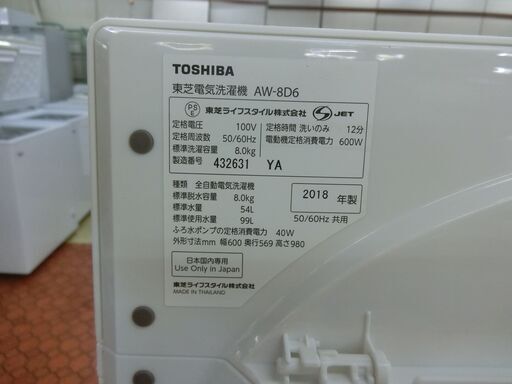 TOSHIBA
東芝電気洗濯機 AW-8D6
PS E 東芝ライフスタイル株式会社 S JET
定格電圧 100V 定格時間 洗いのみ 12分
定格周波数 50/60Hz 電動機定格消費電力 600W
標準洗濯容量 8.0kg
製造番号 432631 YA
種類 全自動電気洗濯機
標準脱水容量 8.0kg 2018 年製
標準水量 54L
標準使用水量 99L 50/60Hz 共用
ふろ水ポンプの定格消費電力 40W
外形寸法mm 幅600 奥行569 高さ980
日本国内専用
Use Only in Japan
東芝ライフスタイル株式会社
MADE IN THAILAND